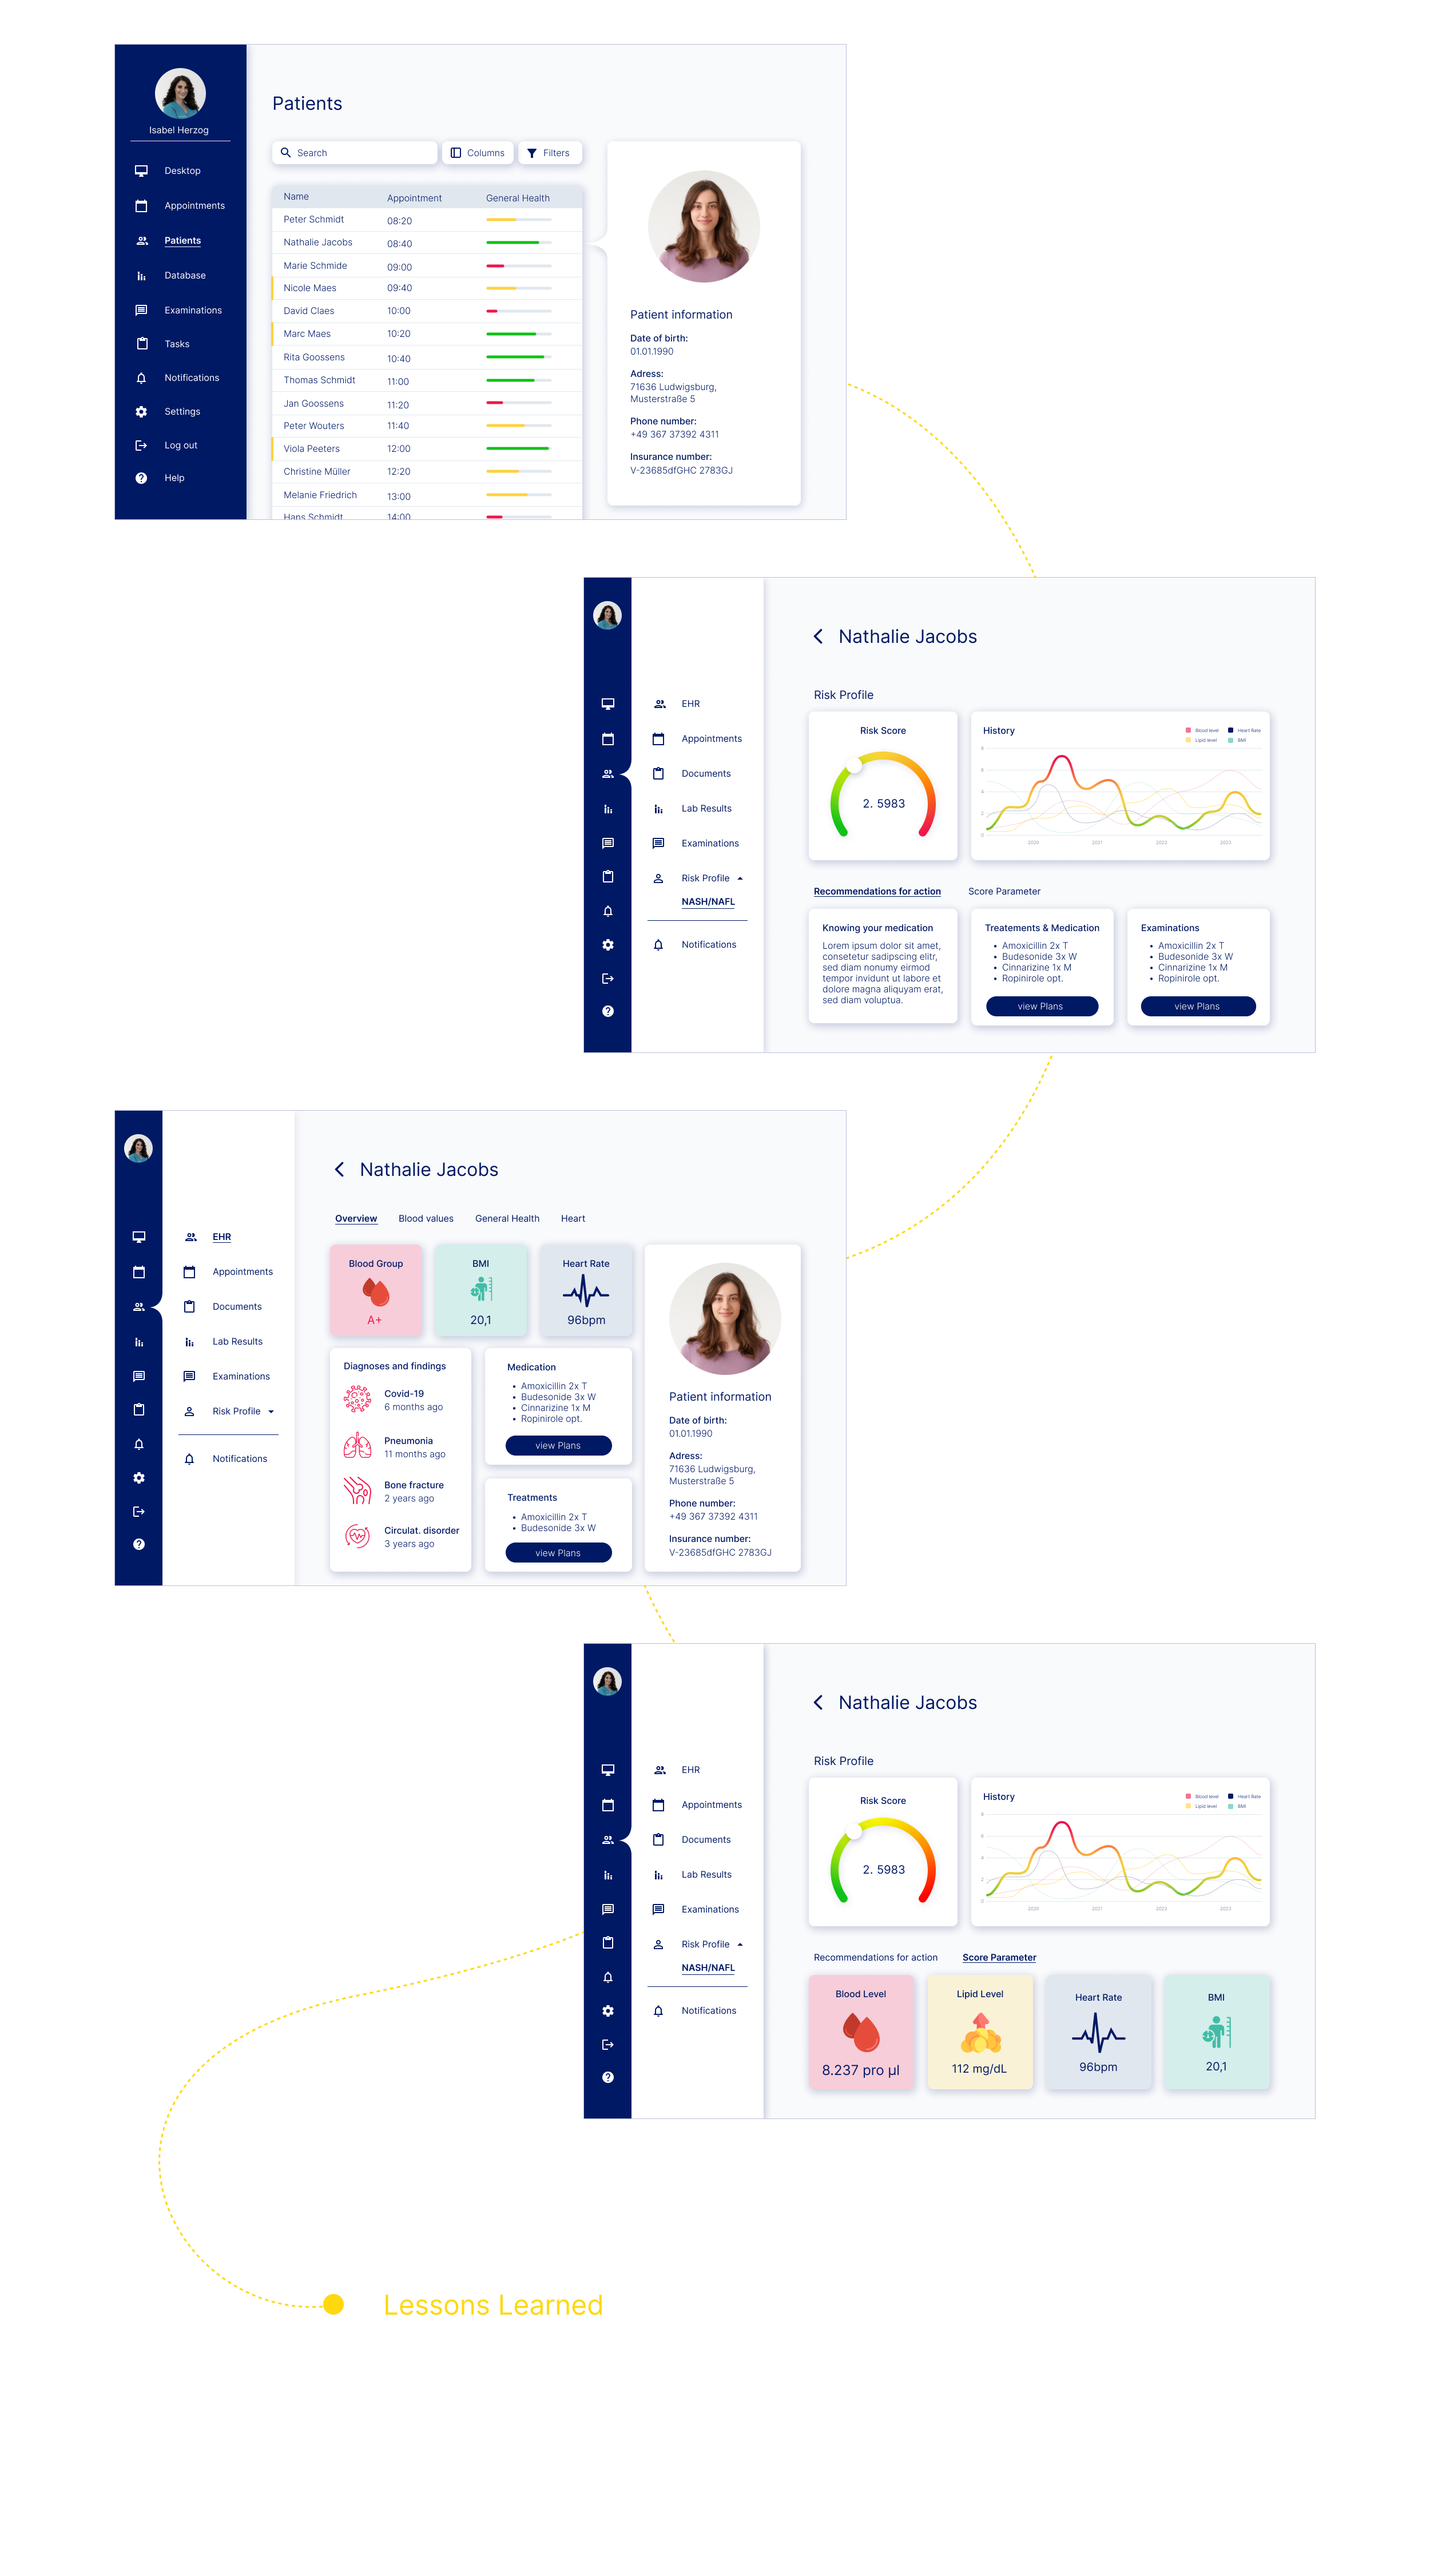 Isabel Herzog
Desktop
Appointments
Patients
Database
Examinations
Tasks
Notifications
Settings
Log out
Help
Patients
Search
Columns
Filters
Name Appointment General Health
Peter Schmidt 08:20
Nathalie Jacobs 08:40
Marie Schmide 09:00
Nicole Maes 09:40
David Claes 10:00
Marc Maes 10:20
Rita Goossens 10:40
Thomas Schmidt 11:00
Jan Goossens 11:20
Peter Wouters 11:40
Viola Peeters 12:00
Christine Müller 12:20
Melanie Friedrich 13:00
Hans Schmidt 14:00
Patient information
Date of birth:
01.01.1990
Adress:
71636 Ludwigsburg,
Musterstraße 5
Phone number:
+49 367 37392 4311
Insurance number:
V-23685dfGHC 2783GJ
EHR
Appointments
Documents
Lab Results
Examinations
Risk Profile
NASH/NAFL
Notifications
Nathalie Jacobs
Risk Profile
Risk Score
2. 5983
History
Blood level Heart Rate
Lipid level BMI
8
6
4
2
0
2020 2021 2022 2023
Recommendations for action Score Parameter
Knowing your medication
Lorem ipsum dolor sit amet,
consetetur sadipscing elitr,
sed diam nonumy eirmod
tempor invidunt ut labore et
dolore magna aliquyam erat,
sed diam voluptua.
Treatements & Medication
• Amoxicillin 2x T
• Budesonide 3x W
• Cinnarizine 1x M
• Ropinirole opt.
view Plans
Examinations
• Amoxicillin 2x T
• Budesonide 3x W
• Cinnarizine 1x M
• Ropinirole opt.
view Plans
EHR
Appointments
Documents
Lab Results
Examinations
Risk Profile
Notifications
Nathalie Jacobs
Overview Blood values General Health Heart
Blood Group
A+
BMI
20,1
Heart Rate
96bpm
Diagnoses and findings
Covid-19
6 months ago
Pneumonia
11 months ago
Bone fracture
2 years ago
Circulat. disorder
3 years ago
Medication
• Amoxicillin 2x T
• Budesonide 3x W
• Cinnarizine 1x M
• Ropinirole opt.
view Plans
Treatments
• Amoxicillin 2x T
• Budesonide 3x W
view Plans
Patient information
Date of birth:
01.01.1990
Adress:
71636 Ludwigsburg,
Musterstraße 5
Phone number:
+49 367 37392 4311
Insurance number:
V-23685dfGHC 2783GJ
EHR
Appointments
Documents
Lab Results
Examinations
Risk Profile
NASH/NAFL
Notifications
Nathalie Jacobs
Risk Profile
Risk Score
2. 5983
History
Blood level Heart Rate
Lipid level BMI
8
6
4
2
0
2020 2021 2022 2023
Recommendations for action Score Parameter
Blood Level
8.237 pro µl
Lipid Level
112 mg/dL
Heart Rate
96bpm
BMI
20,1
Lessons Learned